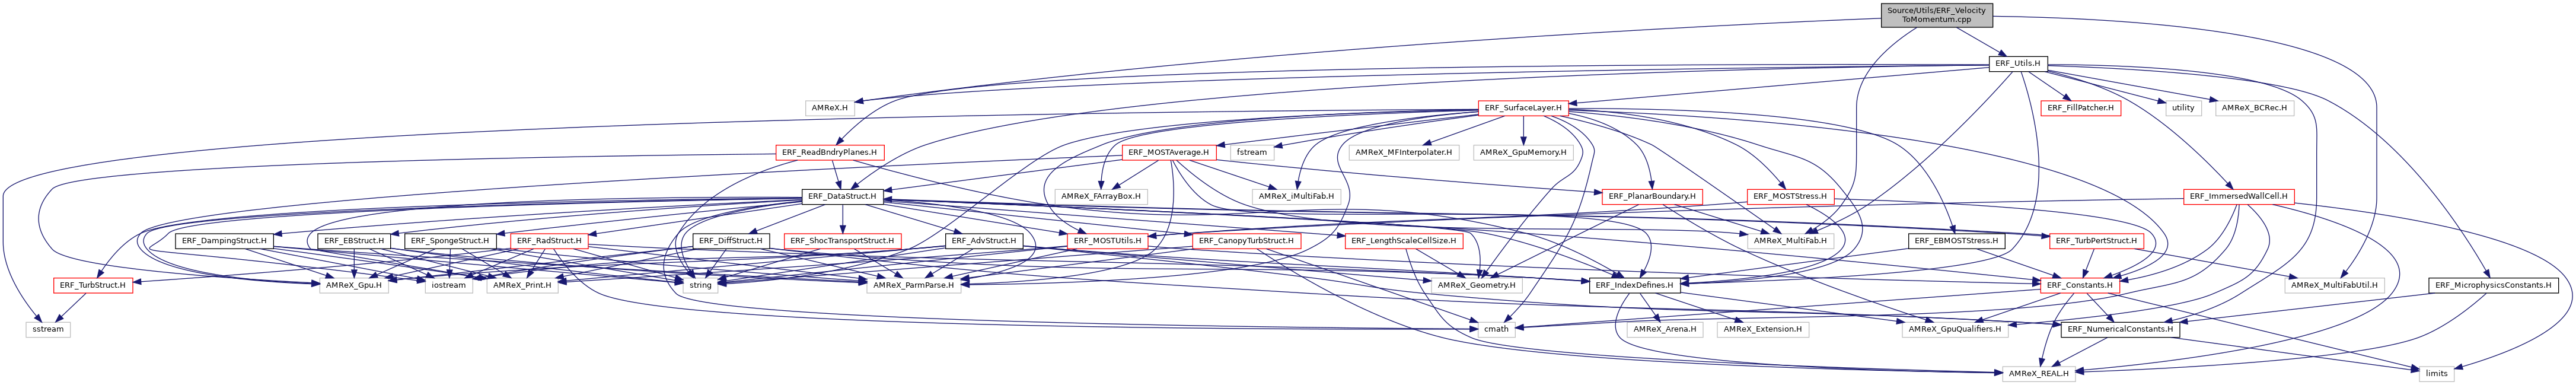 Source/Utils/ERF_Velocity
ToMomentum.cpp
ERF_Utils.H
AMReX.H
ERF_SurfaceLayer.H
ERF_FillPatcher.H
utility
AMReX_BCRec.H
ERF_ReadBndryPlanes.H
ERF_MOSTAverage.H
fstream
AMReX_MFInterpolater.H
AMReX_GpuMemory.H
ERF_DataStruct.H
AMReX_FArrayBox.H
AMReX_iMultiFab.H
ERF_PlanarBoundary.H
ERF_MOSTStress.H
ERF_ImmersedWallCell.H
ERF_DampingStruct.H
ERF_EBStruct.H
ERF_SpongeStruct.H
ERF_RadStruct.H
ERF_DiffStruct.H
ERF_ShocTransportStruct.H
ERF_AdvStruct.H
ERF_MOSTUtils.H
ERF_CanopyTurbStruct.H
ERF_LengthScaleCellSize.H
AMReX_MultiFab.H
ERF_EBMOSTStress.H
ERF_TurbPertStruct.H
ERF_TurbStruct.H
AMReX_Gpu.H
iostream
AMReX_Print.H
string
AMReX_ParmParse.H
AMReX_Geometry.H
ERF_IndexDefines.H
ERF_Constants.H
AMReX_MultiFabUtil.H
ERF_MicrophysicsConstants.H
sstream
cmath
AMReX_Arena.H
AMReX_Extension.H
AMReX_GpuQualifiers.H
ERF_NumericalConstants.H
AMReX_REAL.H
limits